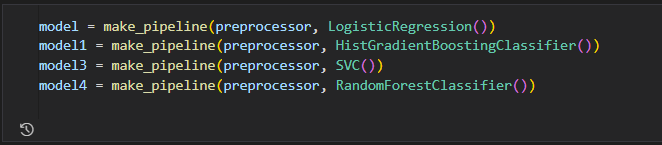 model = make_pipeline(preprocessor, LogisticRegression())
model1 = make_pipeline(preprocessor, HistGradientBoostingClassifier())
model3 = make_pipeline(preprocessor, SVC())
model4 = make_pipeline(preprocessor, RandomForestClassifier())